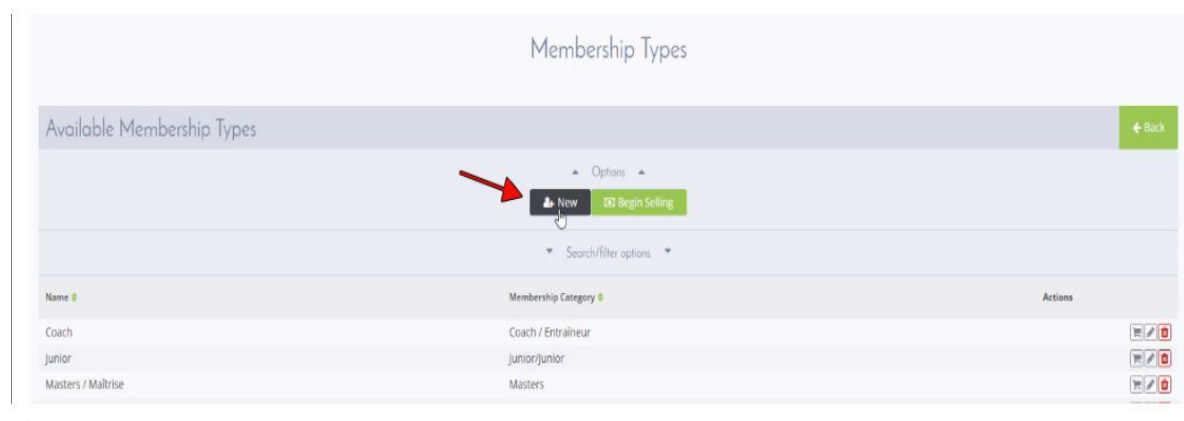 Membership Types
Available Membership Types
Back
Options
New Begin Selling
Search/filter options
Name Membership Category Actions
Coach Coach / Entraîneur
Junior Junior/Junior
Masters / Maîtrise Masters